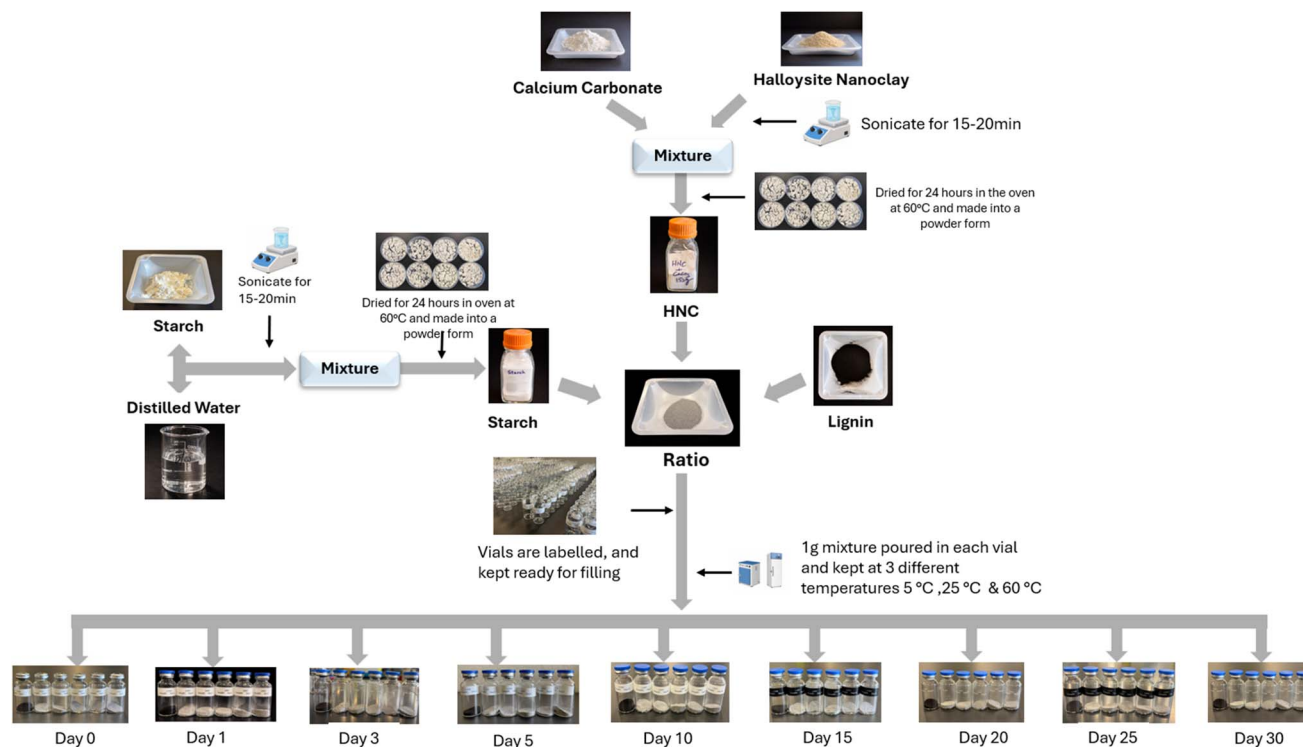 Calcium Carbonate
Halloysite Nanoclay
Sonicate for 15-20min
Mixture
Dried for 24 hours in the oven
at 60ºC and made into a
powder form
HNC
Sonicate for
15-20min
Starch
Dried for 24 hours in oven at
60ºC and made into a
powder form
Mixture
Starch
Starch
Distilled Water
Lignin
Ratio
Vials are labelled, and
kept ready for filling
1g mixture poured in each vial
and kept at 3 different
temperatures 5 °C ,25 °C & 60 °C
Day 0
Day 1
Day 3
Day 5
Day 10
Day 15
Day 20
Day 25
Day 30